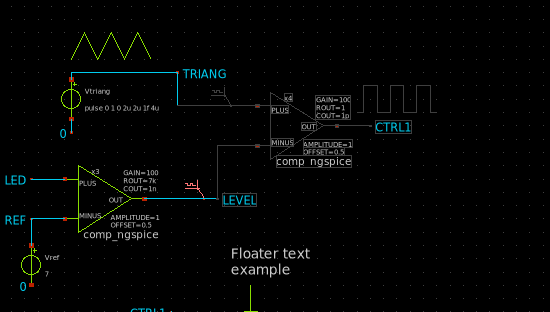 TRIANG
Vtriang
pulse 0 1 0 2u 2u 1f 4u
0
x4
GAIN=100
ROUT=1
COUT=1p
PLUS
OUT
CTRL1
MINUS
AMPLITUDE=1
OFFSET=0.5
comp_ngspice
x3
GAIN=100
ROUT=7k
COUT=1n
LED
PLUS
OUT
LEVEL
REF
MINUS
AMPLITUDE=1
OFFSET=0.5
comp_ngspice
Vref
7
0
Floater text
example
CTRL1